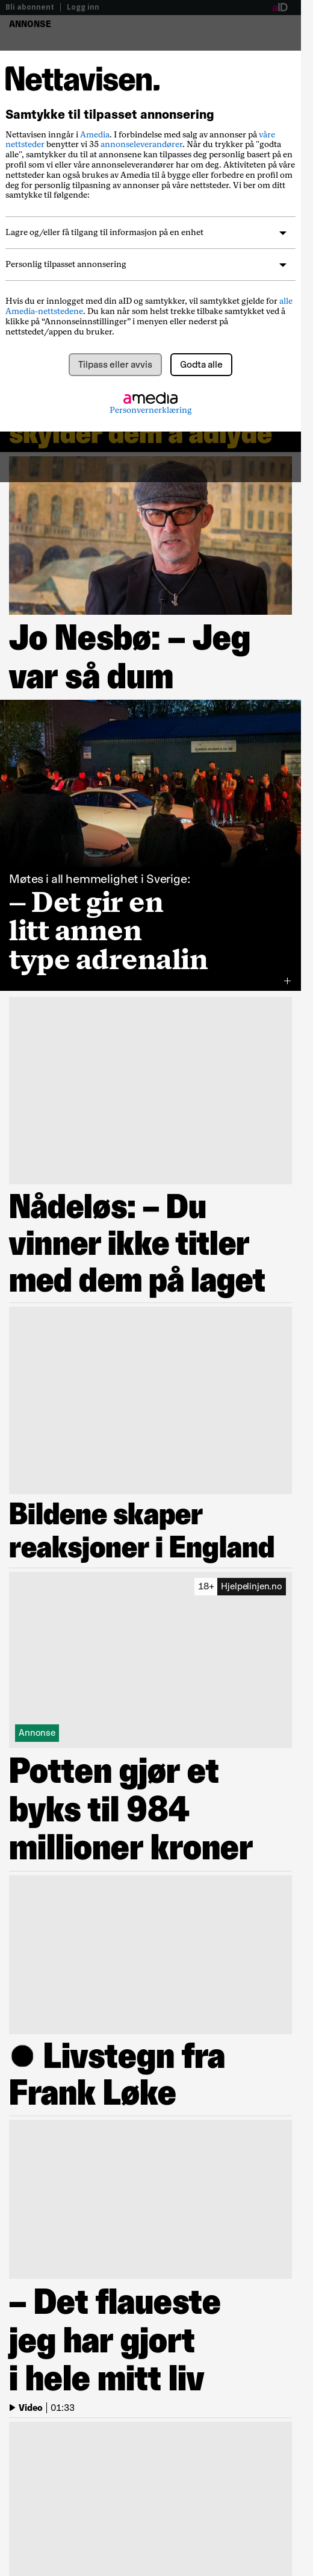 Bli abonnent | Logg inn
aID
ANNONSE
Nettavisen.
Samtykke til tilpasset annonsering
Nettavisen inngår i Amedia. I forbindelse med salg av annonser på våre
nettsteder benytter vi 35 annonseleverandører. Når du trykker på "godta
alle", samtykker du til at annonsene kan tilpasses deg personlig basert på en
profil som vi eller våre annonseleverandører har om deg. Aktiviteten på våre
nettsteder kan også brukes av Amedia til å bygge eller forbedre en profil om
deg for personlig tilpasning av annonser på våre nettsteder. Vi ber om ditt
samtykke til følgende:
Lagre og/eller få tilgang til informasjon på en enhet
Personlig tilpasset annonsering
Hvis du er innlogget med din aID og samtykker, vil samtykket gjelde for alle
Amedia-nettstedene. Du kan når som helst trekke tilbake samtykket ved å
klikke på “Annonseinnstillinger” i menyen eller nederst på
nettstedet/appen du bruker.
Tilpass eller avvis
Godta alle
amedia
Personvernerklæring
skylder dem å adlyde
Jo Nesbø: – Jeg
var så dum
Møtes i all hemmelighet i Sverige:
– Det gir en
litt annen
type adrenalin
+
Nådeløs: – Du
vinner ikke titler
med dem på laget
Bildene skaper
reaksjoner i England
18+ Hjelpelinjen.no
Annonse
Potten gjør et
byks til 984
millioner kroner
Livstegn fra
Frank Løke
– Det flaueste
jeg har gjort
i hele mitt liv
Video | 01:33